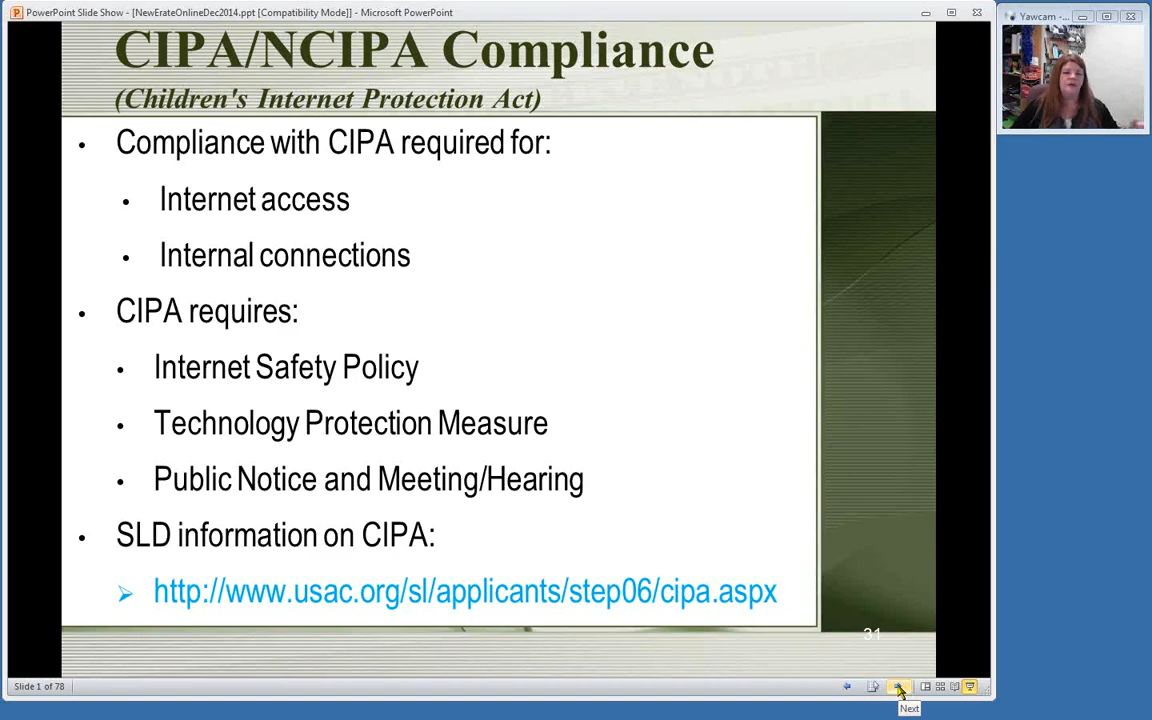 PowerPoint Slide Show - [NewErateOnlineDec2014.ppt [Compatibility Mode]] - Microsoft PowerPoint
Yawcam -...
CIPA/NCIPA Compliance
(Children's Internet Protection Act)
• Compliance with CIPA required for:
• Internet access
• Internal connections
• CIPA requires:
• Internet Safety Policy
• Technology Protection Measure
• Public Notice and Meeting/Hearing
• SLD information on CIPA:
http://www.usac.org/sl/applicants/step06/cipa.aspx
31
Slide 1 of 78
Next